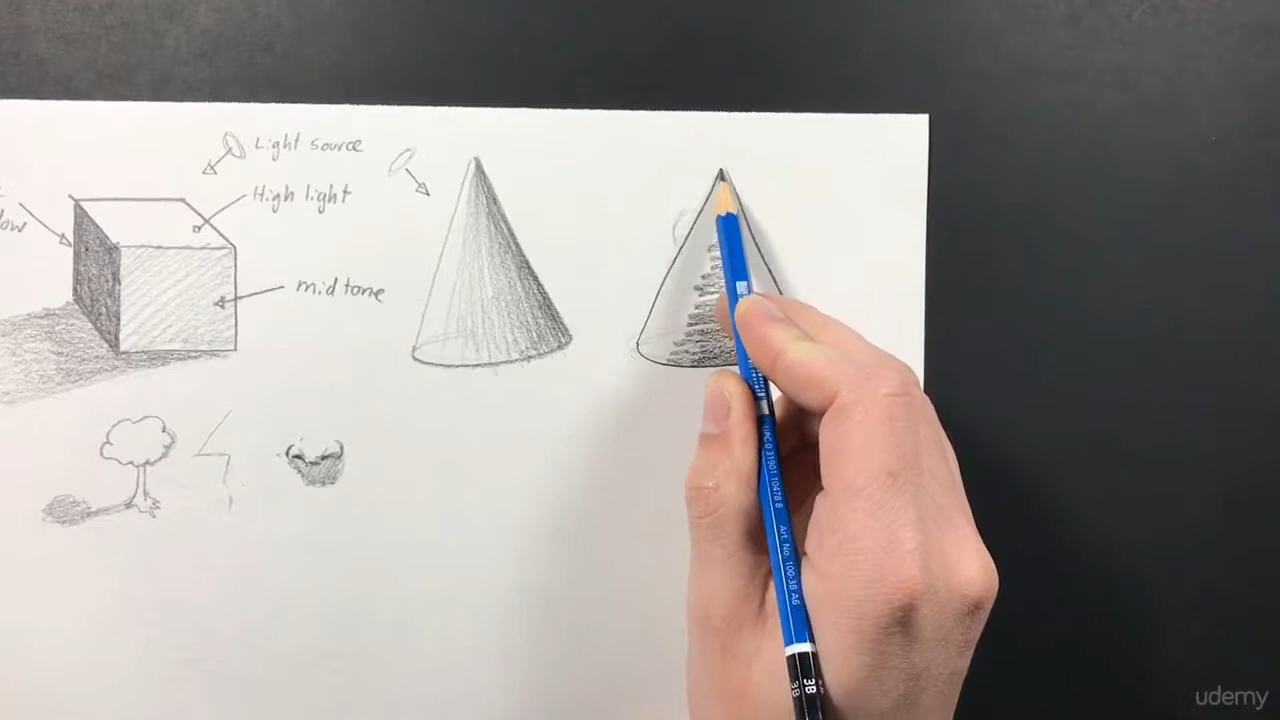 Light source
High light
low
mid tone
UPC 0 31901 10478 8
Art. No. 100-3B A6
3B
3B
udemy